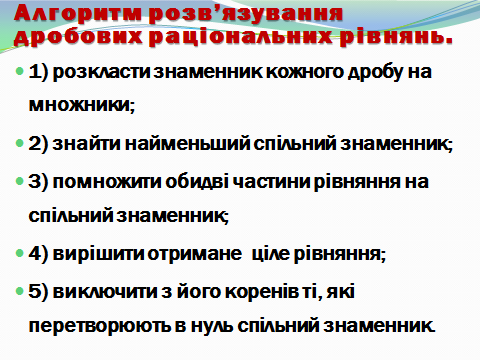 Алгоритм розв’язування
дробових раціональних рівнянь.
1) розкласти знаменник кожного дробу на
множники;
2) знайти найменьший спільний знаменник;
3) помножити обидві частини рівняння на
спільний знаменник;
4) вирішити отримане ціле рівняння;
5) виключити з його коренів ті, які
перетворюють в нуль спільний знаменник.